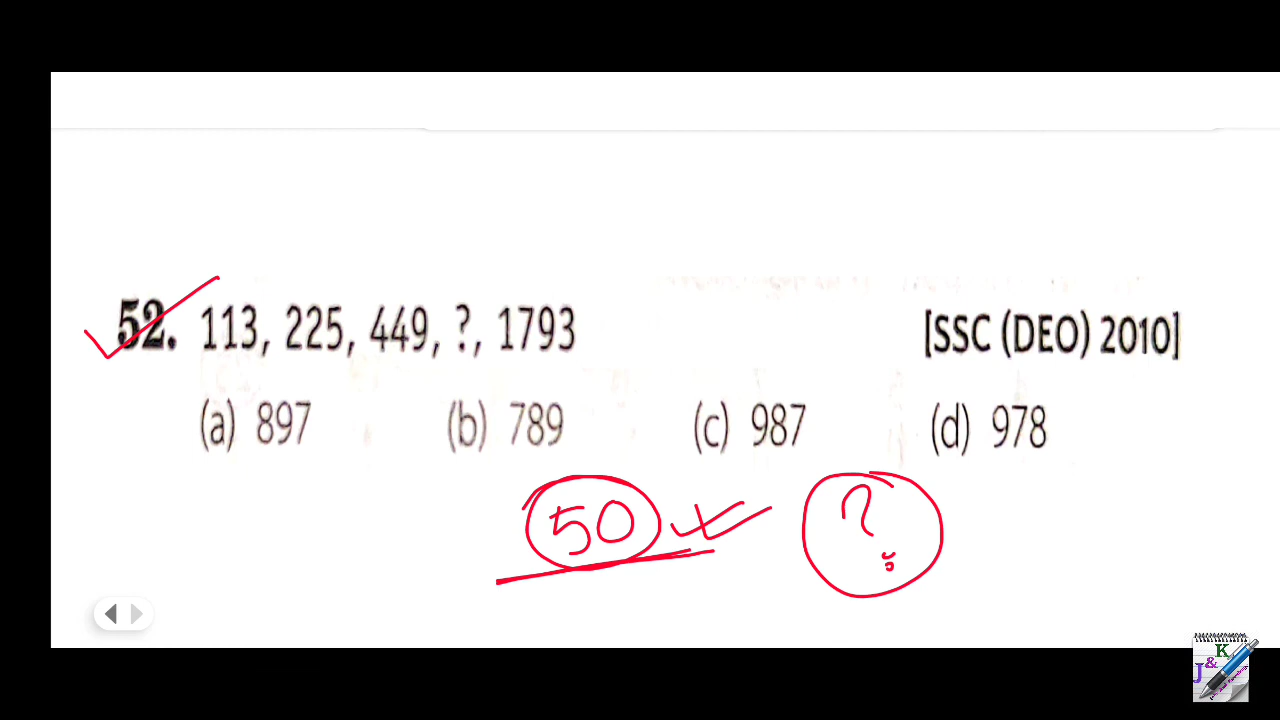 52. 113, 225, 449, ?, 1793 [SSC (DEO) 2010]
(a) 897 (b) 789 (c) 987 (d) 978
50 ?
J&K